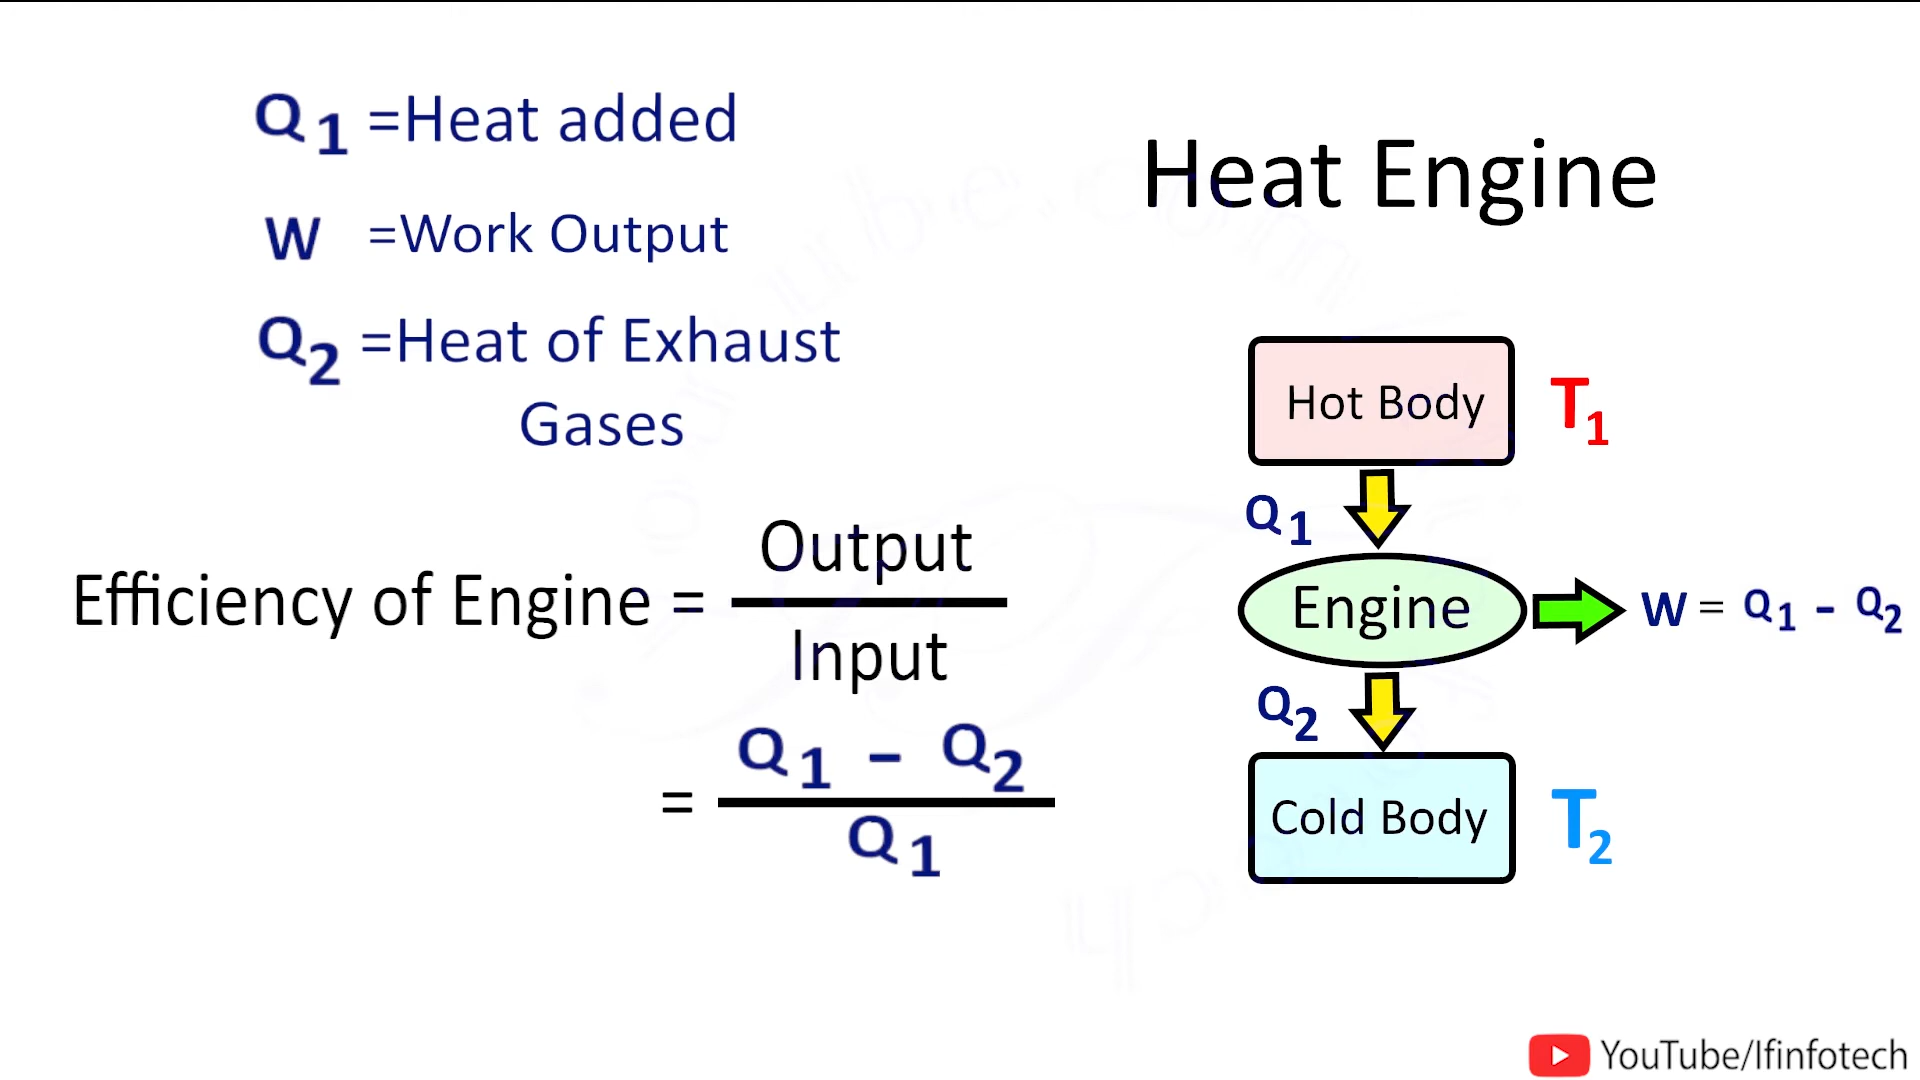 Q1 =Heat added
W =Work Output
Q2 =Heat of Exhaust
Gases
Efficiency of Engine = Output
Input
= Q1 - Q2
Q1
Heat Engine
Hot Body T1
Q1
Engine W = Q1 - Q2
Q2
Cold Body T2
YouTube/lfinfotech